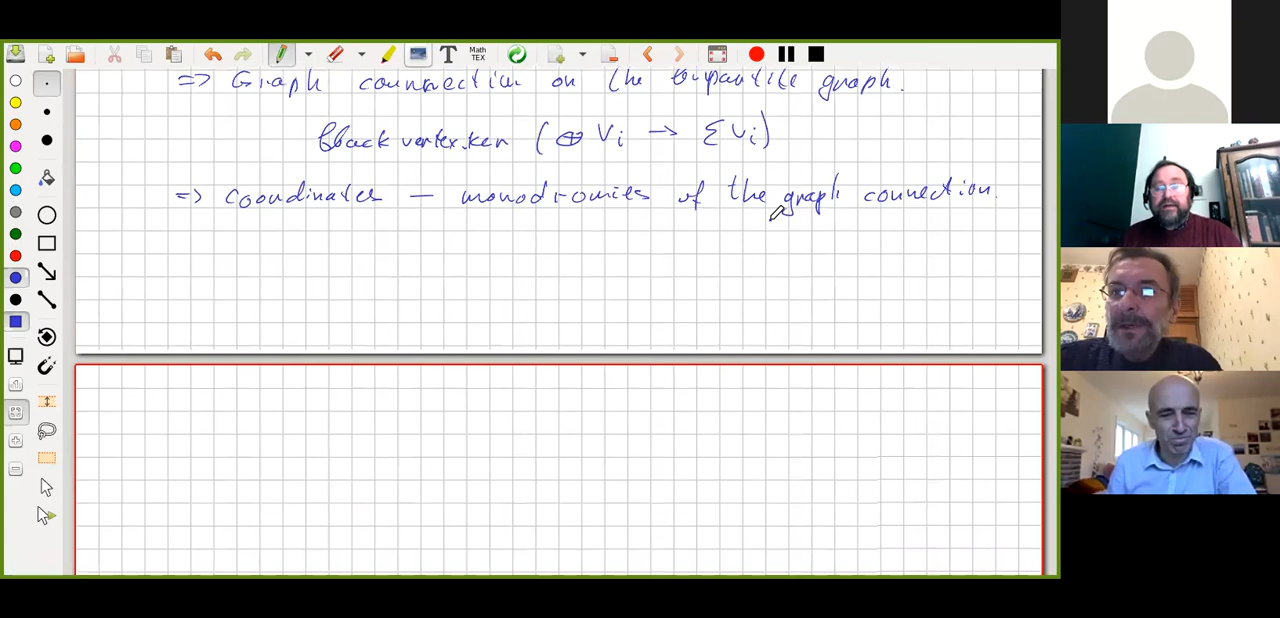 => Graph connection on the bipartite graph.
black vertex. ker ( ⊕ Vi → Σ Vi )
=> coordinates — monodromies of the graph connection.
T Math TEX